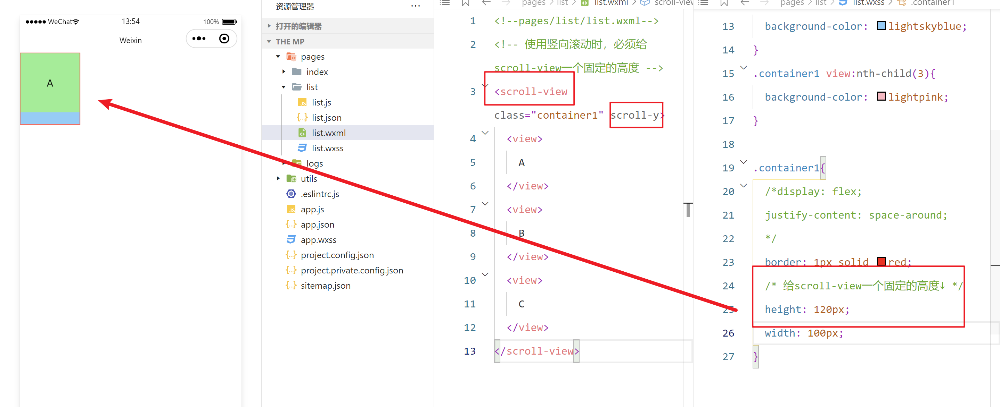 WeChat
13:54
100%
Weixin
A
资源管理器
打开的编辑器
THE MP
pages
index
list
JS list.js
{..} list.json
list.wxml
list.wxss
logs
utils
.eslintrc.js
JS app.js
{..} app.json
app.wxss
{..} project.config.json
{..} project.private.config.json
{..} sitemap.json
pages > list > list.wxml > scroll-view
1 <!--pages/list/list.wxml-->
2 <!-- 使用竖向滚动时，必须给
scroll-view一个固定的高度 -->
3 <scroll-view
class="container1" scroll-y>
4 <view>
5 A
6 </view>
7 <view>
8 B
9 </view>
10 <view>
11 C
12 </view>
13 </scroll-view>
pages > list > list.wxss > .container1
13 background-color: lightskyblue;
14 }
15 .container1 view:nth-child(3){
16 background-color: lightpink;
17 }
18
19 .container1{
20 /*display: flex;
21 justify-content: space-around;
22 */
23 border: 1px solid red;
24 /* 给scroll-view一个固定的高度↓ */
25 height: 120px;
26 width: 100px;
27 }